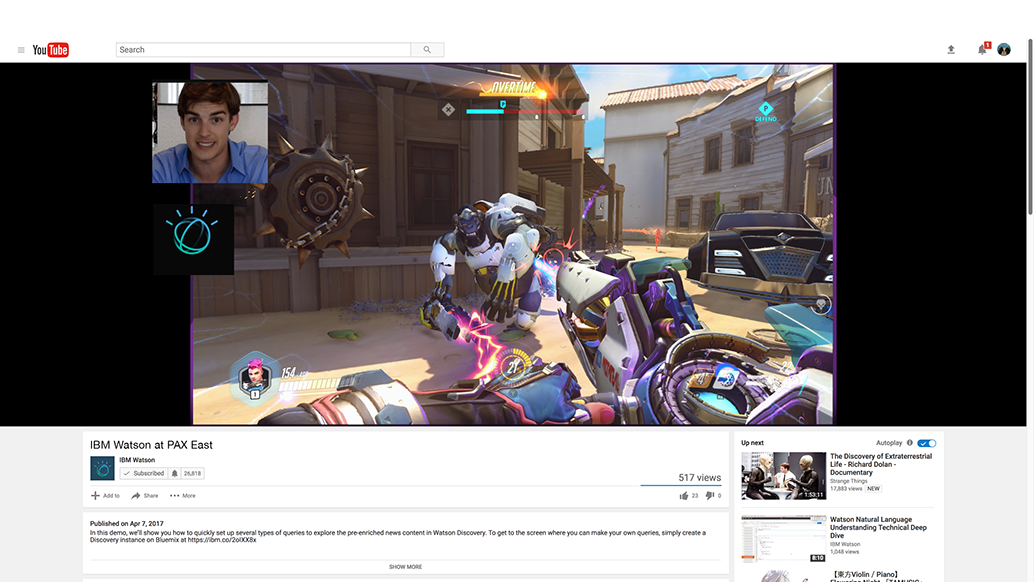 YouTube
Search
1
OVERTIME
P
P
DEFEND
154
1
21
IBM Watson at PAX East
IBM Watson
Subscribed 26,818
517 views
Add to Share More
23 0
Published on Apr 7, 2017
In this demo, we'll show you how to quickly set up several types of queries to explore the pre-enriched news content in Watson Discovery. To get to the screen where you can make your own queries, simply create a
Discovery instance on Bluemix at https://ibm.co/2oIXX8x
SHOW MORE
Up next Autoplay
1:53:11
The Discovery of Extraterrestrial
Life - Richard Dolan -
Documentary
Strange Things
17,883 views NEW
8:10
Watson Natural Language
Understanding Technical Deep
Dive
IBM Watson
1,048 views
【東方Violin / Piano】